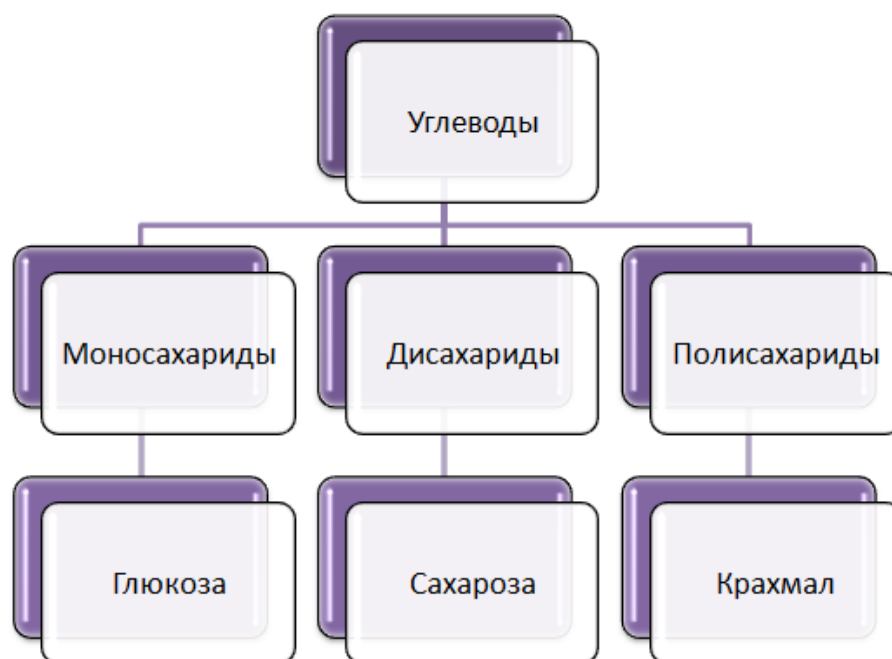 Углеводы
Моносахариды
Дисахариды
Полисахариды
Глюкоза
Сахароза
Крахмал